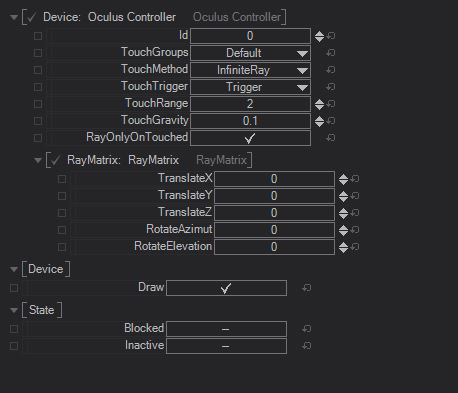 Device: Oculus Controller Oculus Controller
Id 0
TouchGroups Default
TouchMethod InfiniteRay
TouchTrigger Trigger
TouchRange 2
TouchGravity 0.1
RayOnlyOnTouched
RayMatrix: RayMatrix RayMatrix
TranslateX 0
TranslateY 0
TranslateZ 0
RotateAzimut 0
RotateElevation 0
Device
Draw
State
Blocked --
Inactive --